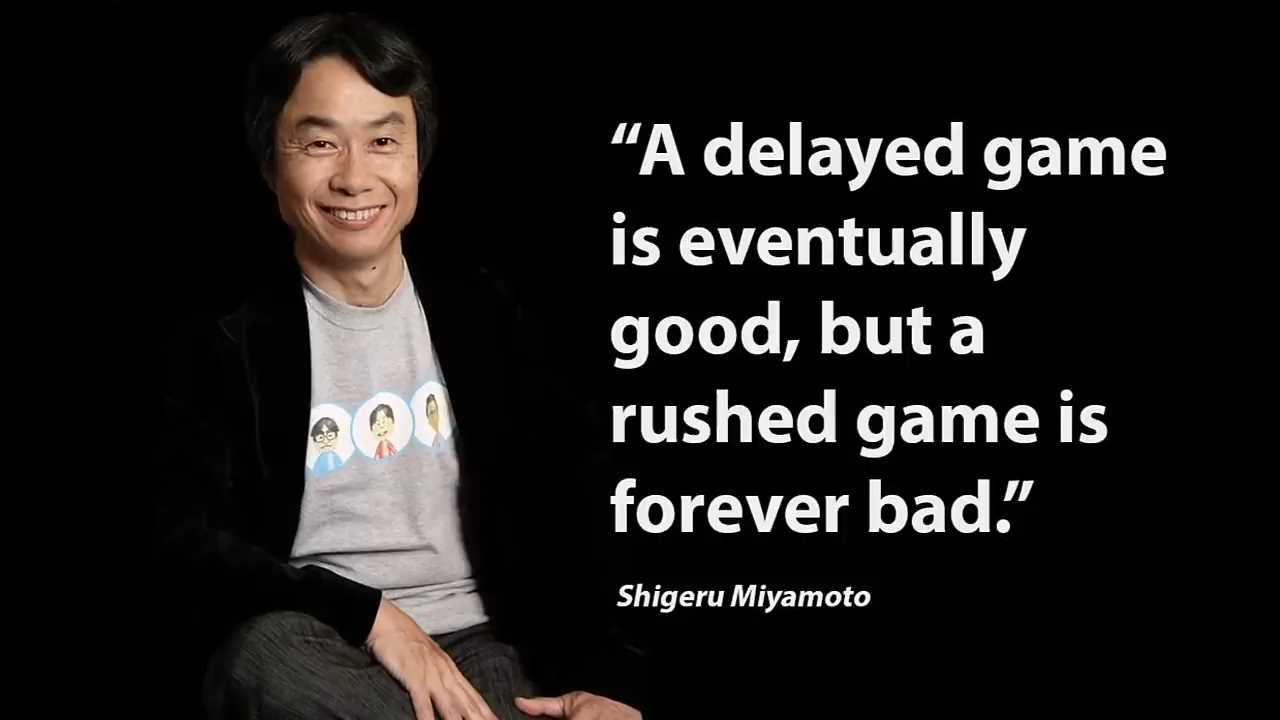 “A delayed game
is eventually
good, but a
rushed game is
forever bad.”
Shigeru Miyamoto